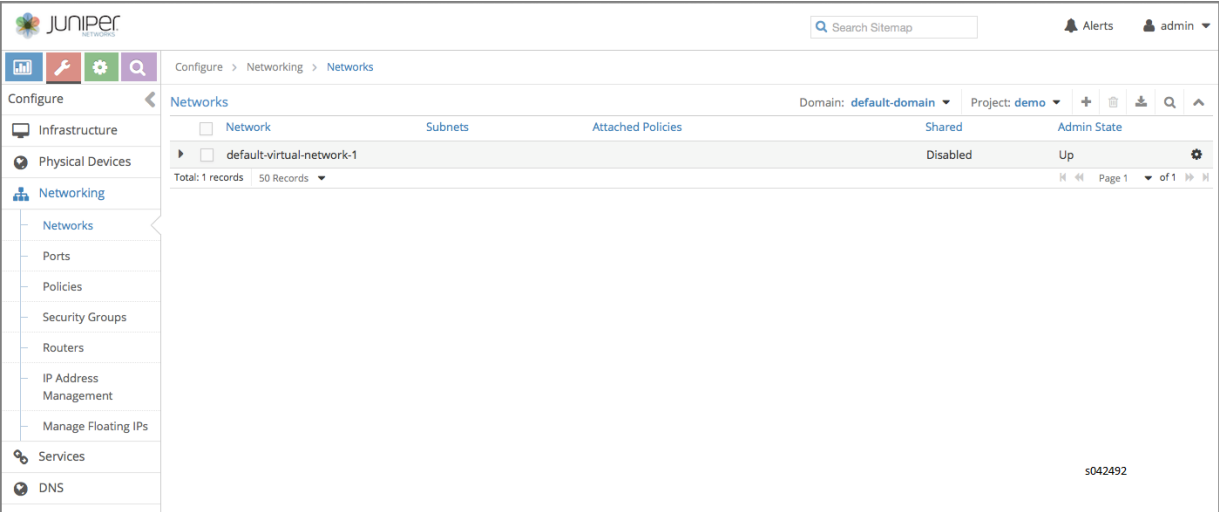 JUNIPer
NETWORKS
Search Sitemap
Alerts
admin
Configure > Networking > Networks
Configure
Networks
Domain: default-domain
Project: demo
Network Subnets Attached Policies Shared Admin State
default-virtual-network-1 Disabled Up
Total: 1 records 50 Records Page 1 of 1
Infrastructure
Physical Devices
Networking
Networks
Ports
Policies
Security Groups
Routers
IP Address
Management
Manage Floating IPs
Services
DNS
s042492